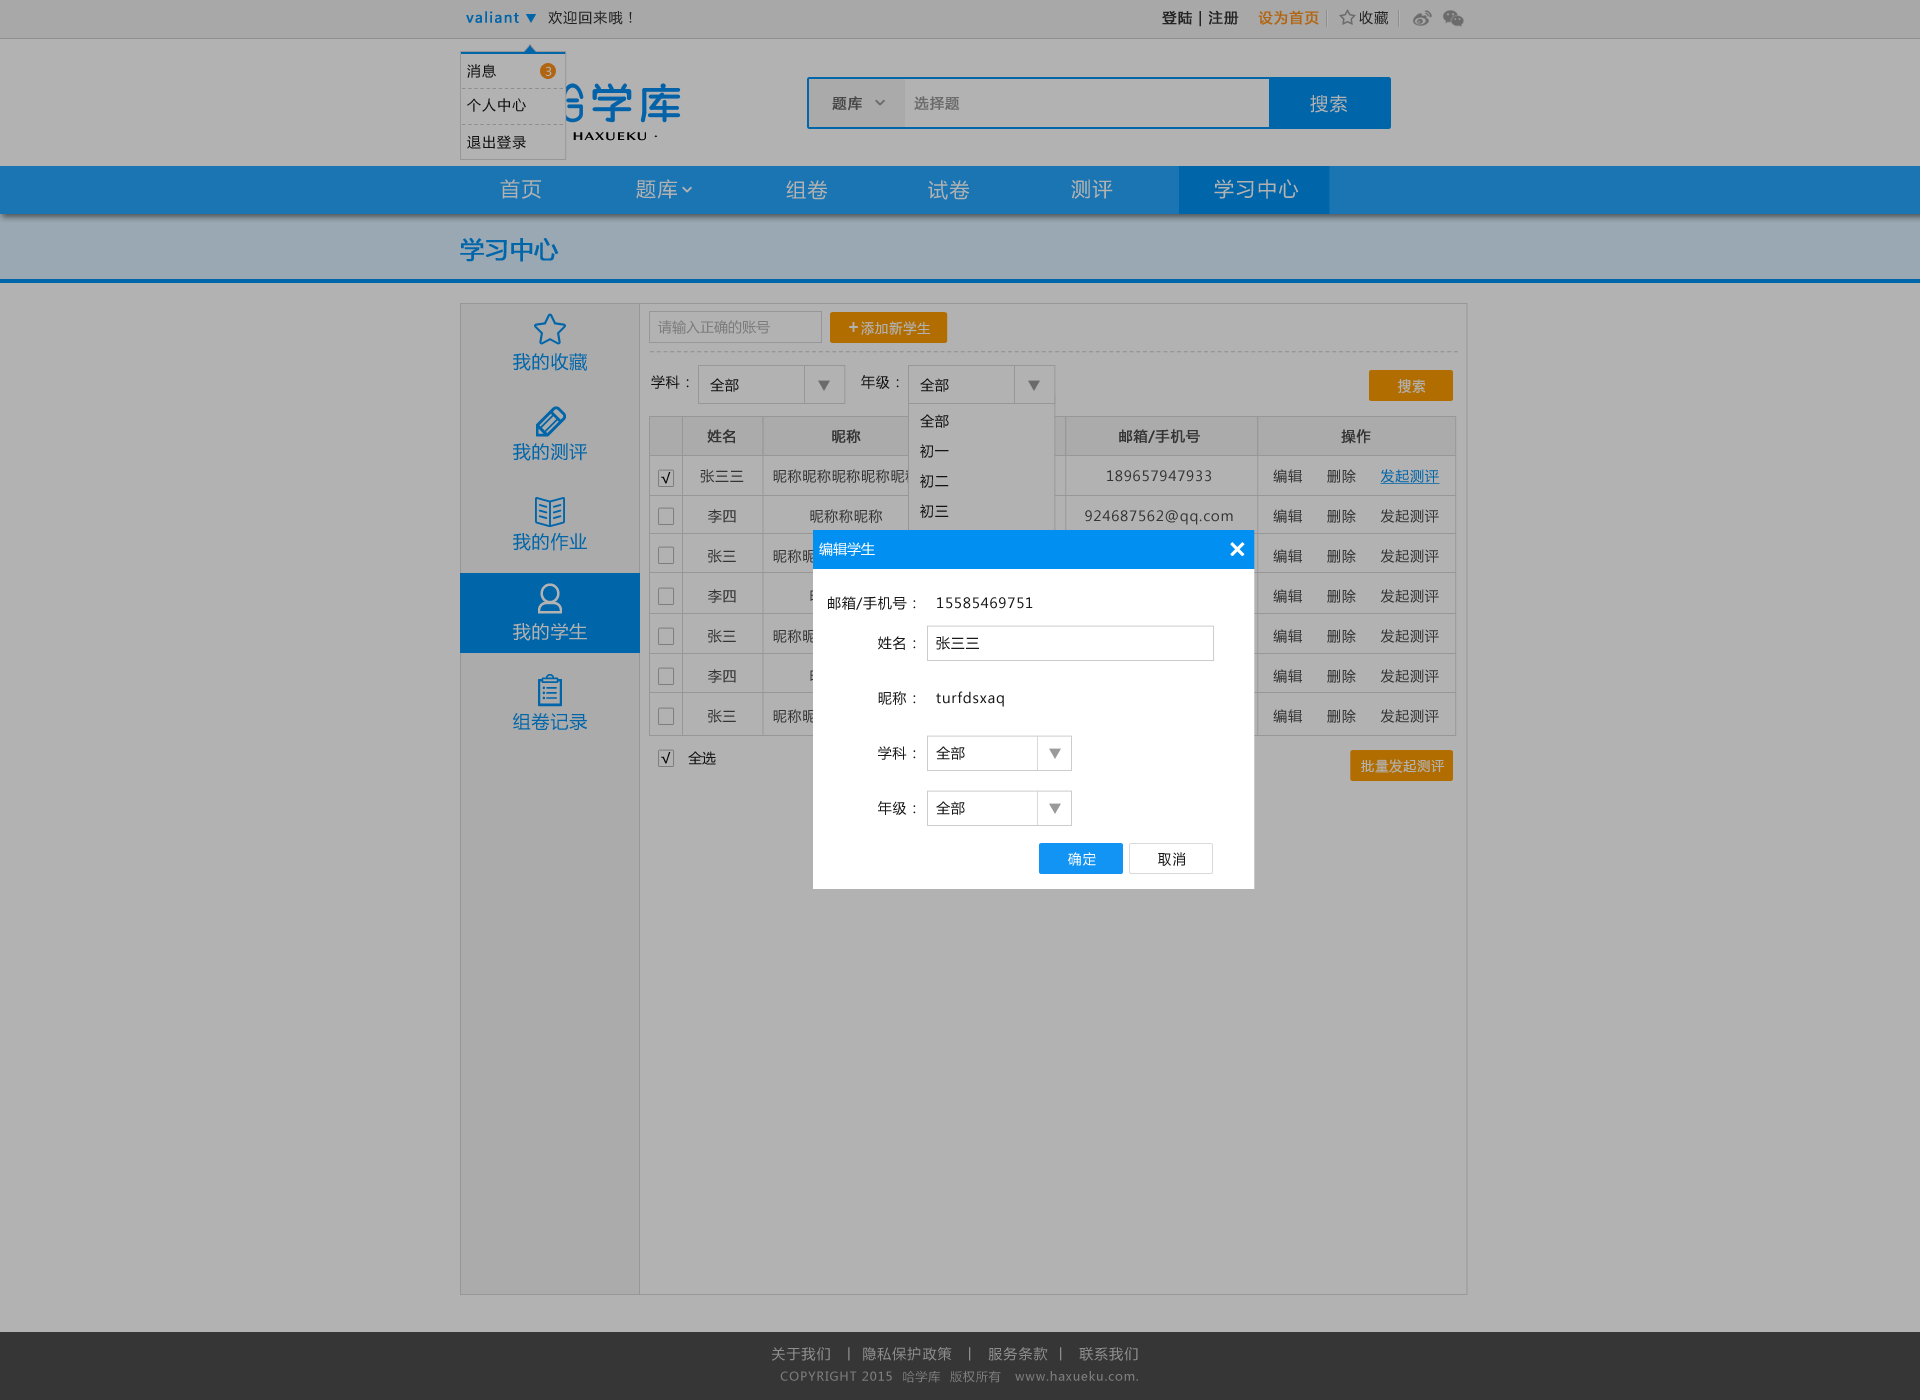 valiant ▼ 欢迎回来哦！ 登陆 | 注册 设为首页 收藏
消息 3
个人中心
退出登录
学库
HAXUEKU ·
题库 选择题 搜索
首页 题库 组卷 试卷 测评 学习中心
学习中心
我的收藏
我的测评
我的作业
我的学生
组卷记录
请输入正确的账号 +添加新学生
学科： 全部 ▼ 年级： 全部 ▼ 搜索
全部
初一
初二
初三
姓名 昵称 邮箱/手机号 操作
√ 张三三 昵称昵称昵称昵称昵 189657947933 编辑 删除 发起测评
李四 昵称称昵称 924687562@qq.com 编辑 删除 发起测评
张三 昵称 编辑 删除 发起测评
李四 编辑 删除 发起测评
张三 昵称 编辑 删除 发起测评
李四 编辑 删除 发起测评
张三 昵称 编辑 删除 发起测评
√ 全选 批量发起测评
编辑学生
邮箱/手机号： 15585469751
姓名： 张三三
昵称： turfdsxaq
学科： 全部 ▼
年级： 全部 ▼
确定 取消
关于我们 | 隐私保护政策 | 服务条款 | 联系我们
COPYRIGHT 2015 哈学库 版权所有 www.haxueku.com.